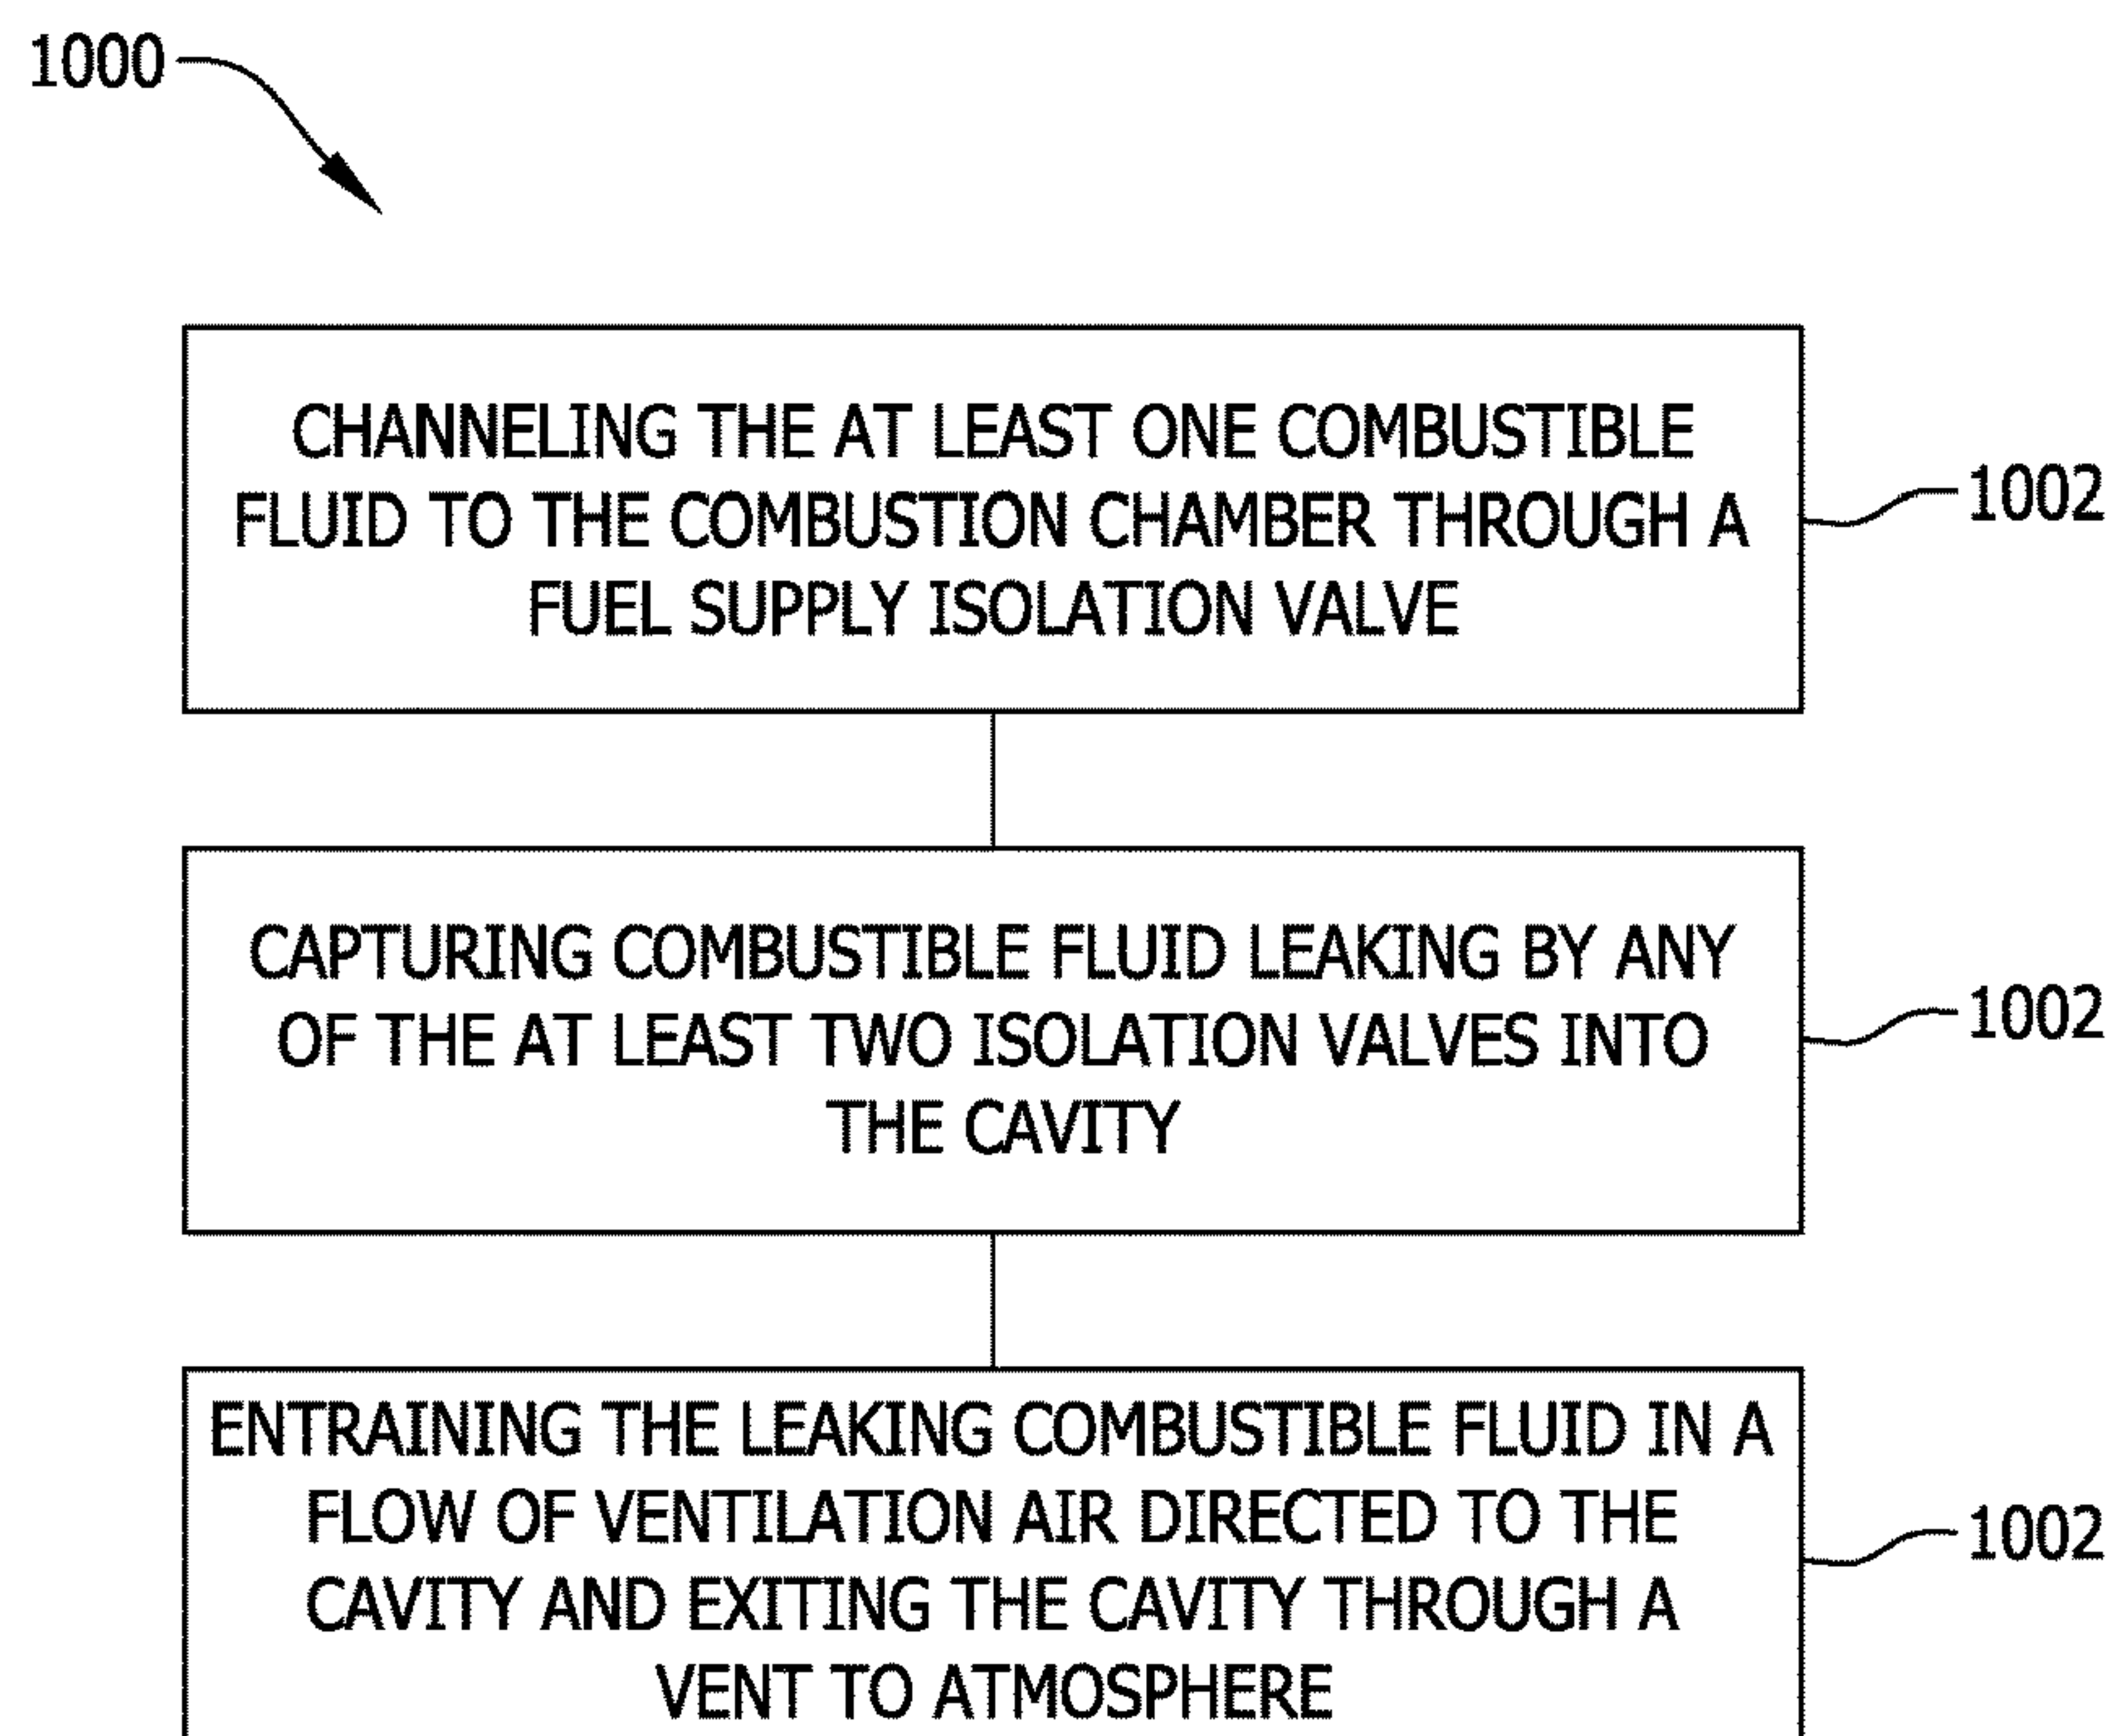 1000
CHANNELING THE AT LEAST ONE COMBUSTIBLE
FLUID TO THE COMBUSTION CHAMBER THROUGH A
FUEL SUPPLY ISOLATION VALVE
1002
CAPTURING COMBUSTIBLE FLUID LEAKING BY ANY
OF THE AT LEAST TWO ISOLATION VALVES INTO
THE CAVITY
1002
ENTRAINING THE LEAKING COMBUSTIBLE FLUID IN A
FLOW OF VENTILATION AIR DIRECTED TO THE
CAVITY AND EXITING THE CAVITY THROUGH A
VENT TO ATMOSPHERE
1002